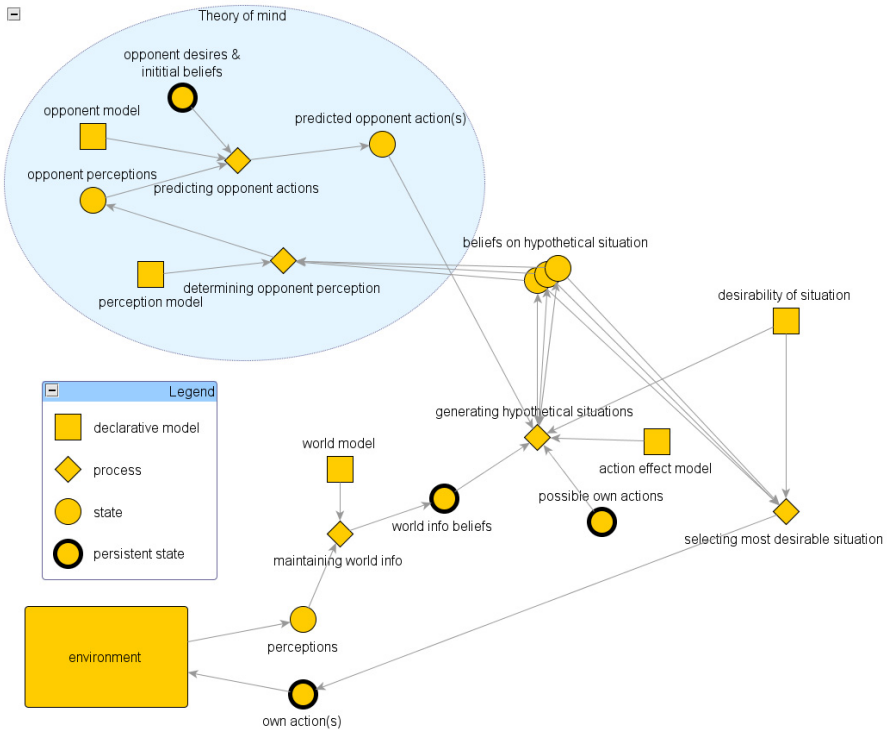 Theory of mind
opponent desires &
inititial beliefs
opponent model
predicted opponent action(s)
opponent perceptions
predicting opponent actions
beliefs on hypothetical situation
determining opponent perception
perception model
desirability of situation
Legend
declarative model
process
state
persistent state
generating hypothetical situations
world model
action effect model
possible own actions
world info beliefs
selecting most desirable situation
maintaining world info
environment
perceptions
own action(s)